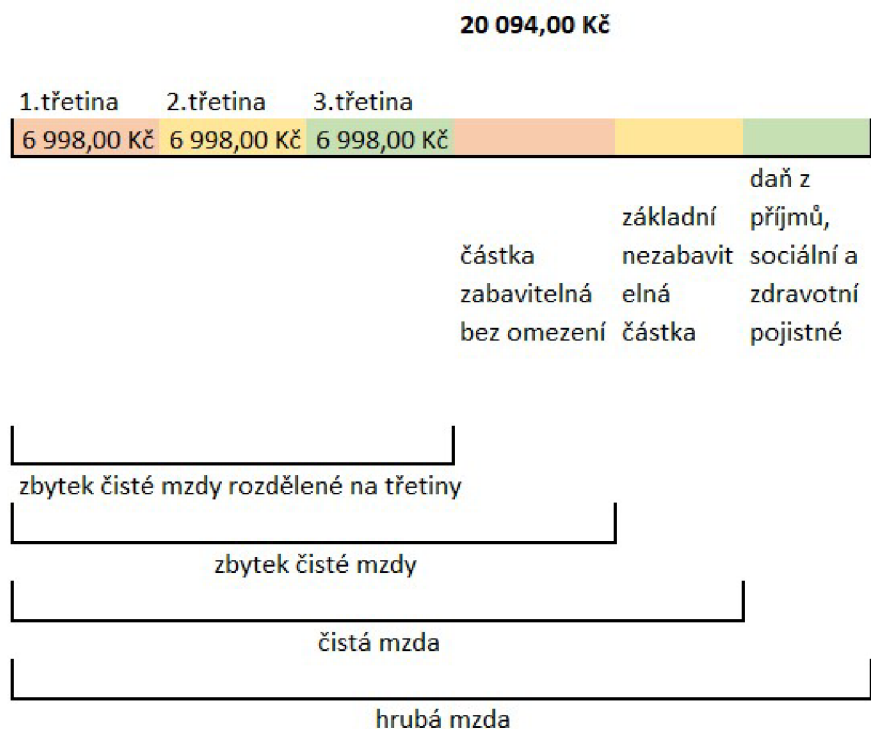 20 094,00 Kč
1.třetina 2.třetina 3.třetina
6 998,00 Kč 6 998,00 Kč 6 998,00 Kč
částka
zabavitelná
bez omezení
základní
nezabavit
elná
částka
daň z
příjmů,
sociální a
zdravotní
pojistné
zbytek čisté mzdy rozdělené na třetiny
zbytek čisté mzdy
čistá mzda
hrubá mzda